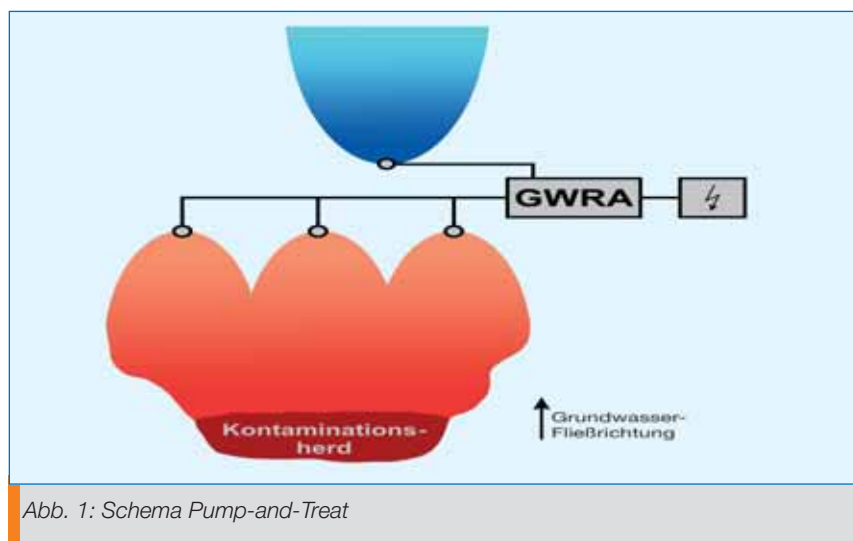 GWRA
Kontaminations-
herd
Grundwasser-
Fließrichtung
Abb. 1: Schema Pump-and-Treat